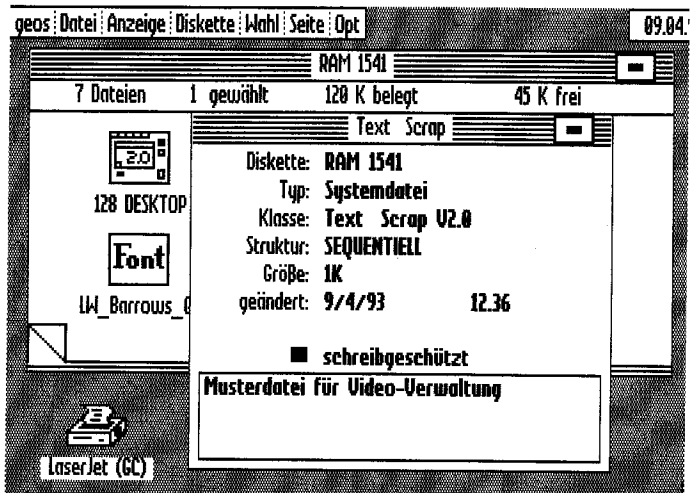 geos Datei Anzeige Diskette Wahl Seite Opt 09.04.
RAM 1541
7 Dateien 1 gewählt 128 K belegt 45 K frei
Text Scrap
Diskette: RAM 1541
Typ: Systemdatei
Klasse: Text Scrap V2.0
Struktur: SEQUENTIELL
Größe: 1K
geändert: 9/4/93 12.36
schreibgeschützt
Musterdatei für Video-Verwaltung
2.0
128 DESKTOP
Font
LW_Barrows_
LaserJet (GC)